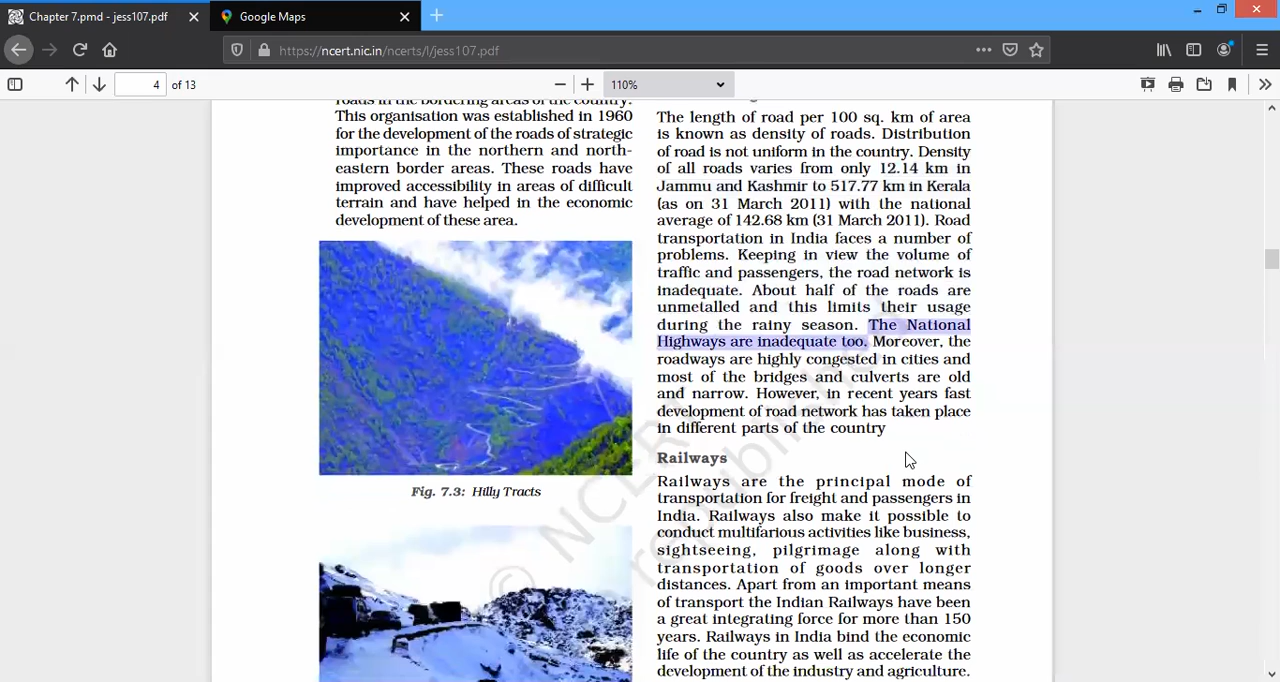 Chapter 7.pmd - jess107.pdf
Google Maps
https://ncert.nic.in/ncerts/l/jess107.pdf
4 of 13
110%
roads in the bordering areas of the country.
This organisation was established in 1960
for the development of the roads of strategic
importance in the northern and north-
eastern border areas. These roads have
improved accessibility in areas of difficult
terrain and have helped in the economic
development of these area.
Fig. 7.3: Hilly Tracts
The length of road per 100 sq. km of area
is known as density of roads. Distribution
of road is not uniform in the country. Density
of all roads varies from only 12.14 km in
Jammu and Kashmir to 517.77 km in Kerala
(as on 31 March 2011) with the national
average of 142.68 km (31 March 2011). Road
transportation in India faces a number of
problems. Keeping in view the volume of
traffic and passengers, the road network is
inadequate. About half of the roads are
unmetalled and this limits their usage
during the rainy season. The National
Highways are inadequate too. Moreover, the
roadways are highly congested in cities and
most of the bridges and culverts are old
and narrow. However, in recent years fast
development of road network has taken place
in different parts of the country
Railways
Railways are the principal mode of
transportation for freight and passengers in
India. Railways also make it possible to
conduct multifarious activities like business,
sightseeing, pilgrimage along with
transportation of goods over longer
distances. Apart from an important means
of transport the Indian Railways have been
a great integrating force for more than 150
years. Railways in India bind the economic
life of the country as well as accelerate the
development of the industry and agriculture.
© NCERT